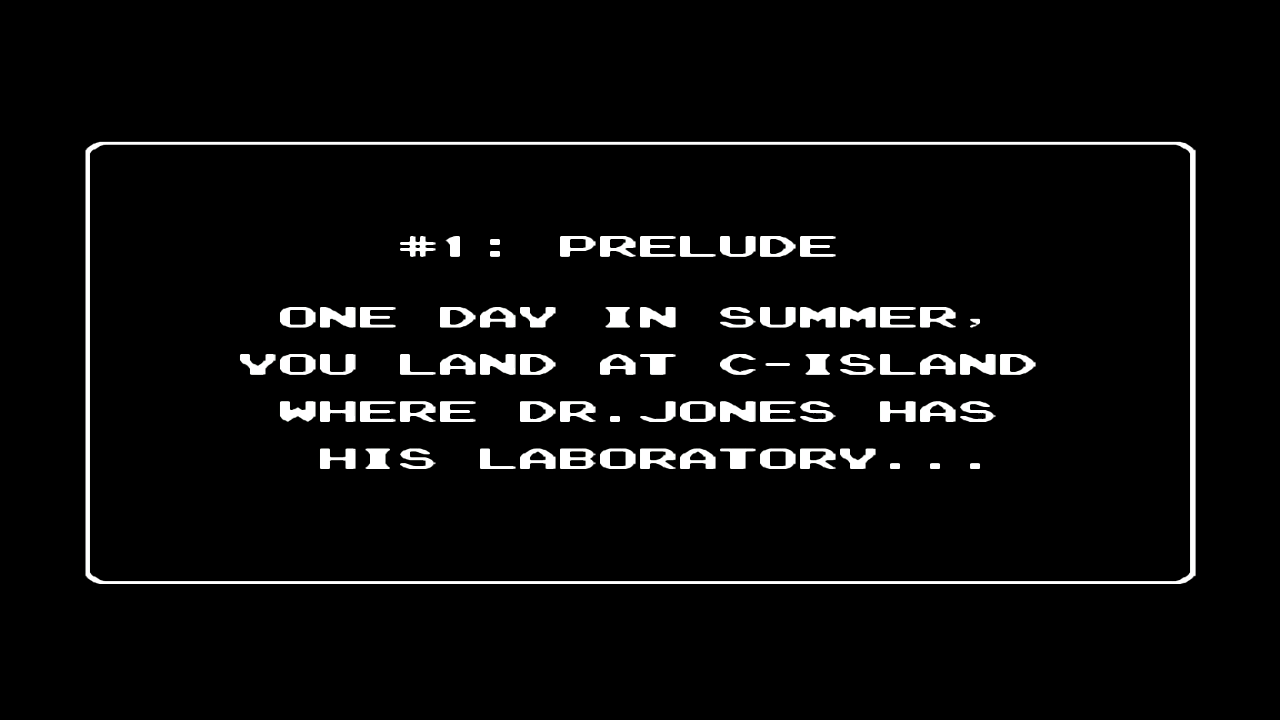 #1: PRELUDE
ONE DAY IN SUMMER,
YOU LAND AT C-ISLAND
WHERE DR.JONES HAS
HIS LABORATORY...